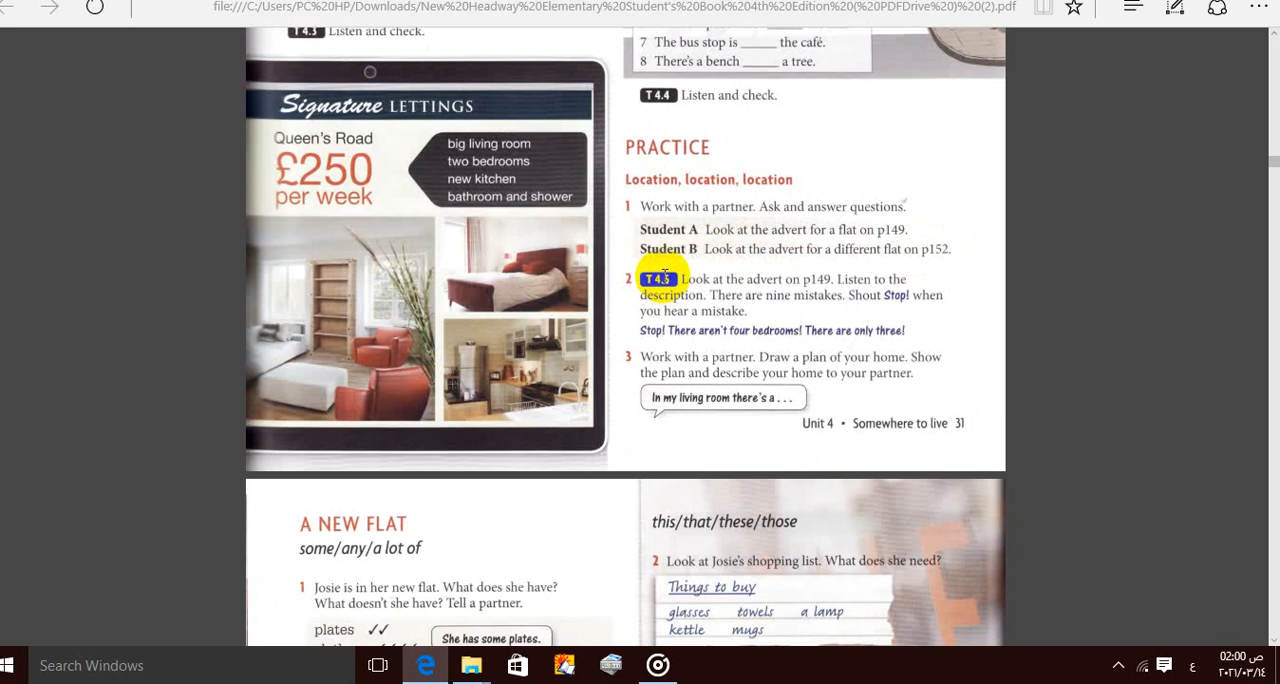 file:///C:/Users/PC%20HP/Downloads/New%20Headway%20Elementary%20Student's%20Book%204th%20Edition%20(%20PDFDrive%20)%20(2).pdf
T 4.3 Listen and check.
Signature LETTINGS
Queen's Road
£250
per week
big living room
two bedrooms
new kitchen
bathroom and shower
7 The bus stop is ______ the café.
8 There's a bench ______ a tree.
T 4.4 Listen and check.
PRACTICE
Location, location, location
1 Work with a partner. Ask and answer questions.
Student A Look at the advert for a flat on p149.
Student B Look at the advert for a different flat on p152.
2 T 4.5 Look at the advert on p149. Listen to the
description. There are nine mistakes. Shout Stop! when
you hear a mistake.
Stop! There aren't four bedrooms! There are only three!
3 Work with a partner. Draw a plan of your home. Show
the plan and describe your home to your partner.
In my living room there's a . . .
Unit 4 • Somewhere to live 31
A NEW FLAT
some/any/a lot of
1 Josie is in her new flat. What does she have?
What doesn't she have? Tell a partner.
plates ✓✓
She has some plates.
this/that/these/those
2 Look at Josie's shopping list. What does she need?
Things to buy
glasses towels a lamp
kettle mugs
Search Windows
ع
02:00 ص
٢٠٢١/٠٣/١٤